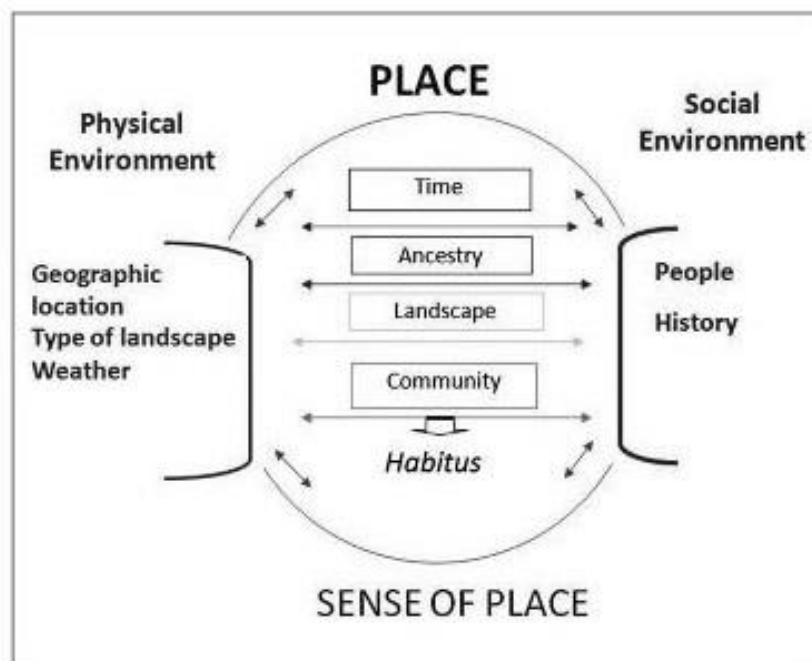 PLACE
Physical
Environment
Social
Environment
Time
Ancestry
Landscape
Community
Habitus
Geographic
location
Type of landscape
Weather
People
History
SENSE OF PLACE